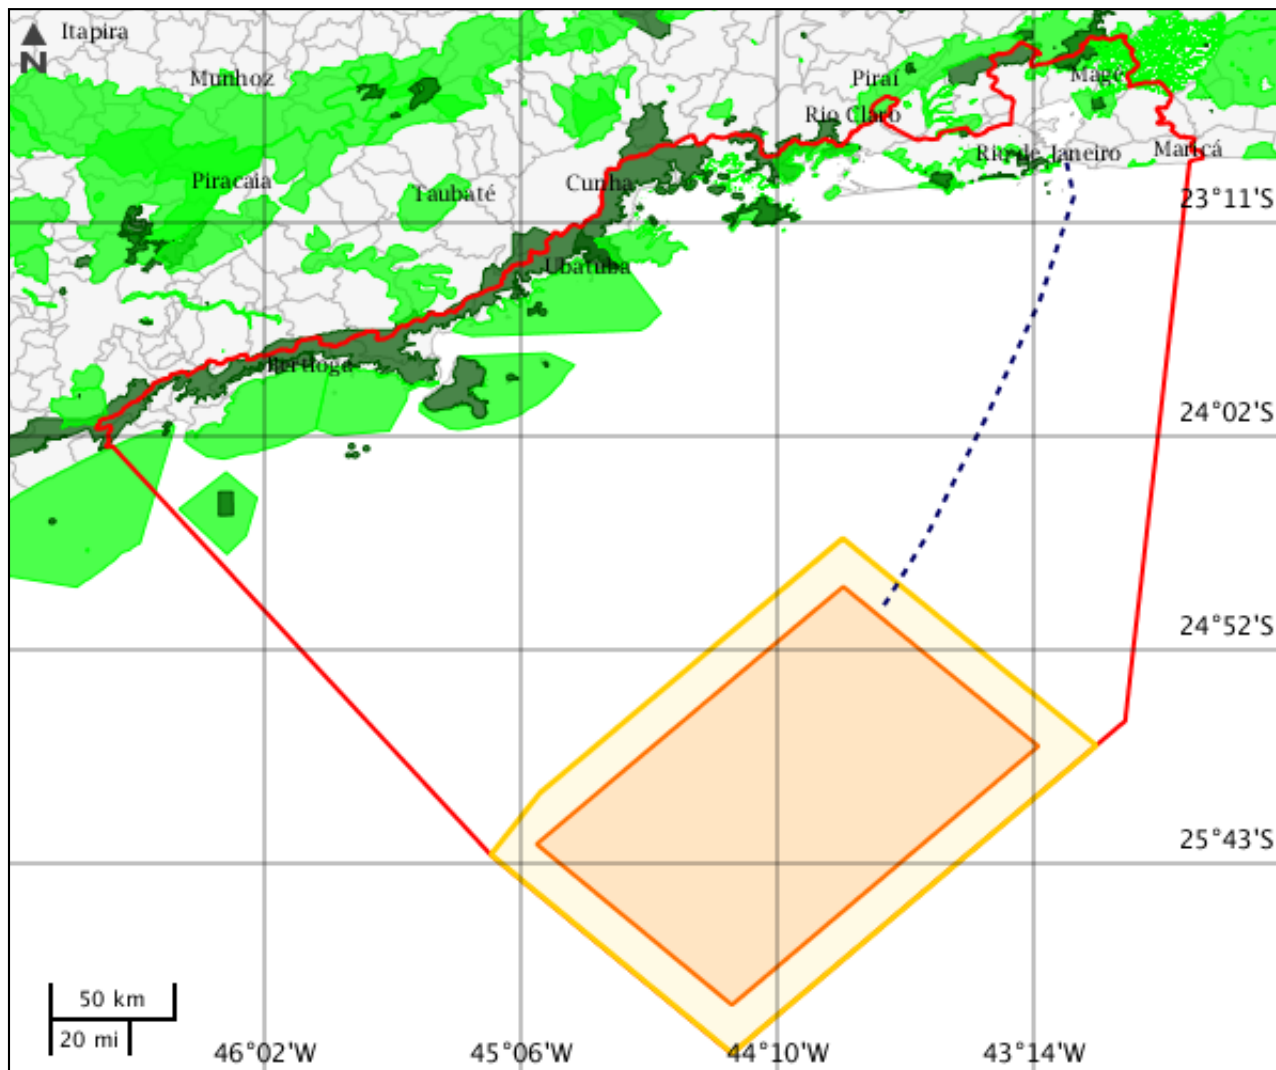 Itapira
N
Munhoz
Piraí
Magé
Rio Claro
Rio de Janeiro
Maricá
Piracaia
Taubaté
Cunha
23°11'S
Ubatuba
Bertioga
24°02'S
24°52'S
25°43'S
50 km
20 mi
46°02'W
45°06'W
44°10'W
43°14'W